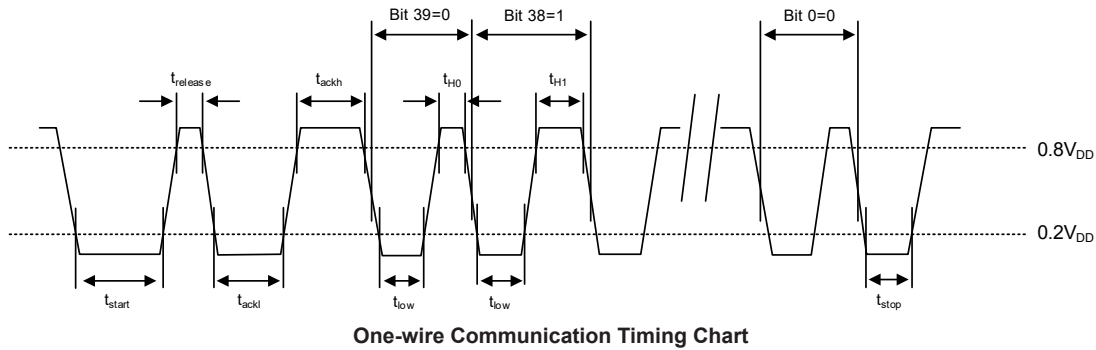 Bit 39=0 Bit 38=1 Bit 0=0
trelease tackh tH0 tH1
0.8VDD
0.2VDD
tstart tackl tlow tlow tstop
One-wire Communication Timing Chart